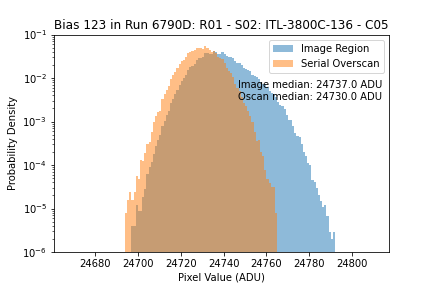 Bias 123 in Run 6790D: R01 - S02: ITL-3800C-136 - C05
Image Region
Serial Overscan
Image median: 24737.0 ADU
Oscan median: 24730.0 ADU
Probability Density
10⁻¹
10⁻²
10⁻³
10⁻⁴
10⁻⁵
10⁻⁶
24680 24700 24720 24740 24760 24780 24800
Pixel Value (ADU)